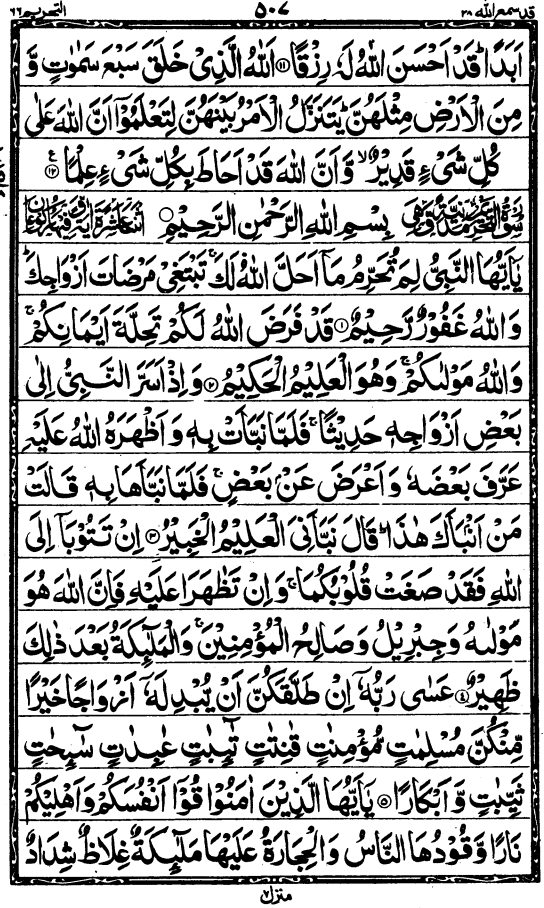 قد سمع الله ٢٨ ٥٠٧ التحريم ٦٦
اَبَدًا ؕ قَدْ اَحْسَنَ اللّٰهُ لَهٗ رِزْقًا ﴿۱۱﴾ اَللّٰهُ الَّذِیْ خَلَقَ سَبْعَ سَمٰوٰتٍ وَّ
مِنَ الْاَرْضِ مِثْلَهُنَّ ؕ یَتَنَزَّلُ الْاَمْرُ بَیْنَهُنَّ لِتَعْلَمُوْۤا اَنَّ اللّٰهَ عَلٰی
كُلِّ شَیْءٍ قَدِیْرٌ ۙ۬ وَّ اَنَّ اللّٰهَ قَدْ اَحَاطَ بِكُلِّ شَیْءٍ عِلْمًا ﴿۱۲﴾ ع
بِسْمِ اللّٰهِ الرَّحْمٰنِ الرَّحِیْمِ
یٰۤاَیُّهَا النَّبِیُّ لِمَ تُحَرِّمُ مَاۤ اَحَلَّ اللّٰهُ لَكَ ۚ تَبْتَغِیْ مَرْضَاتَ اَزْوَاجِكَ ؕ
وَ اللّٰهُ غَفُوْرٌ رَّحِیْمٌ ﴿۱﴾ قَدْ فَرَضَ اللّٰهُ لَكُمْ تَحِلَّةَ اَیْمَانِكُمْ ۚ
وَ اللّٰهُ مَوْلٰىكُمْ ۚ وَ هُوَ الْعَلِیْمُ الْحَكِیْمُ ﴿۲﴾ وَ اِذْ اَسَرَّ النَّبِیُّ اِلٰی
بَعْضِ اَزْوَاجِهٖ حَدِیْثًا ۚ فَلَمَّا نَبَّاَتْ بِهٖ وَ اَظْهَرَهُ اللّٰهُ عَلَیْهِ
عَرَّفَ بَعْضَهٗ وَ اَعْرَضَ عَنْۢ بَعْضٍ ۚ فَلَمَّا نَبَّاَهَا بِهٖ قَالَتْ
مَنْ اَنْۢبَاَكَ هٰذَا ؕ قَالَ نَبَّاَنِیَ الْعَلِیْمُ الْخَبِیْرُ ﴿۳﴾ اِنْ تَتُوْبَاۤ اِلَی
اللّٰهِ فَقَدْ صَغَتْ قُلُوْبُكُمَا ۚ وَ اِنْ تَظٰهَرَا عَلَیْهِ فَاِنَّ اللّٰهَ هُوَ
مَوْلٰىهُ وَ جِبْرِیْلُ وَ صَالِحُ الْمُؤْمِنِیْنَ ۚ وَ الْمَلٰٓىِٕكَةُ بَعْدَ ذٰلِكَ
ظَهِیْرٌ ﴿۴﴾ عَسٰی رَبُّهٗۤ اِنْ طَلَّقَكُنَّ اَنْ یُّبْدِلَهٗۤ اَزْوَاجًا خَیْرًا
مِّنْكُنَّ مُسْلِمٰتٍ مُّؤْمِنٰتٍ قٰنِتٰتٍ تٰٓىِٕبٰتٍ عٰبِدٰتٍ سٰٓىِٕحٰتٍ
ثَیِّبٰتٍ وَّ اَبْكَارًا ﴿۵﴾ یٰۤاَیُّهَا الَّذِیْنَ اٰمَنُوْا قُوْۤا اَنْفُسَكُمْ وَ اَهْلِیْكُمْ
نَارًا وَّ قُوْدُهَا النَّاسُ وَ الْحِجَارَةُ عَلَیْهَا مَلٰٓىِٕكَةٌ غِلَاظٌ شِدَادٌ
منزل ٧